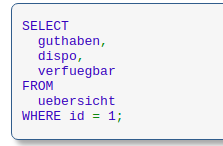 SELECT
  guthaben,
  dispo,
  verfuegbar
FROM
  uebersicht
WHERE id = 1;